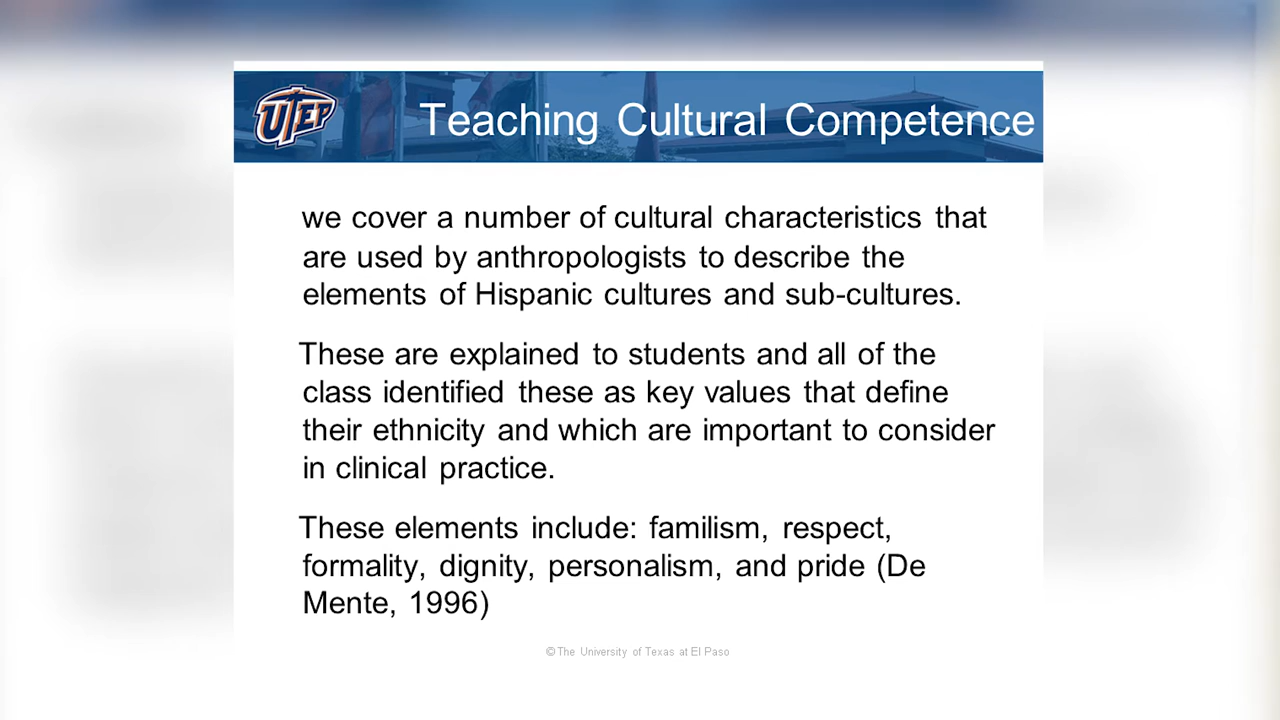 UTEP
Teaching Cultural Competence
we cover a number of cultural characteristics that
are used by anthropologists to describe the
elements of Hispanic cultures and sub-cultures.
These are explained to students and all of the
class identified these as key values that define
their ethnicity and which are important to consider
in clinical practice.
These elements include: familism, respect,
formality, dignity, personalism, and pride (De
Mente, 1996)
© The University of Texas at El Paso